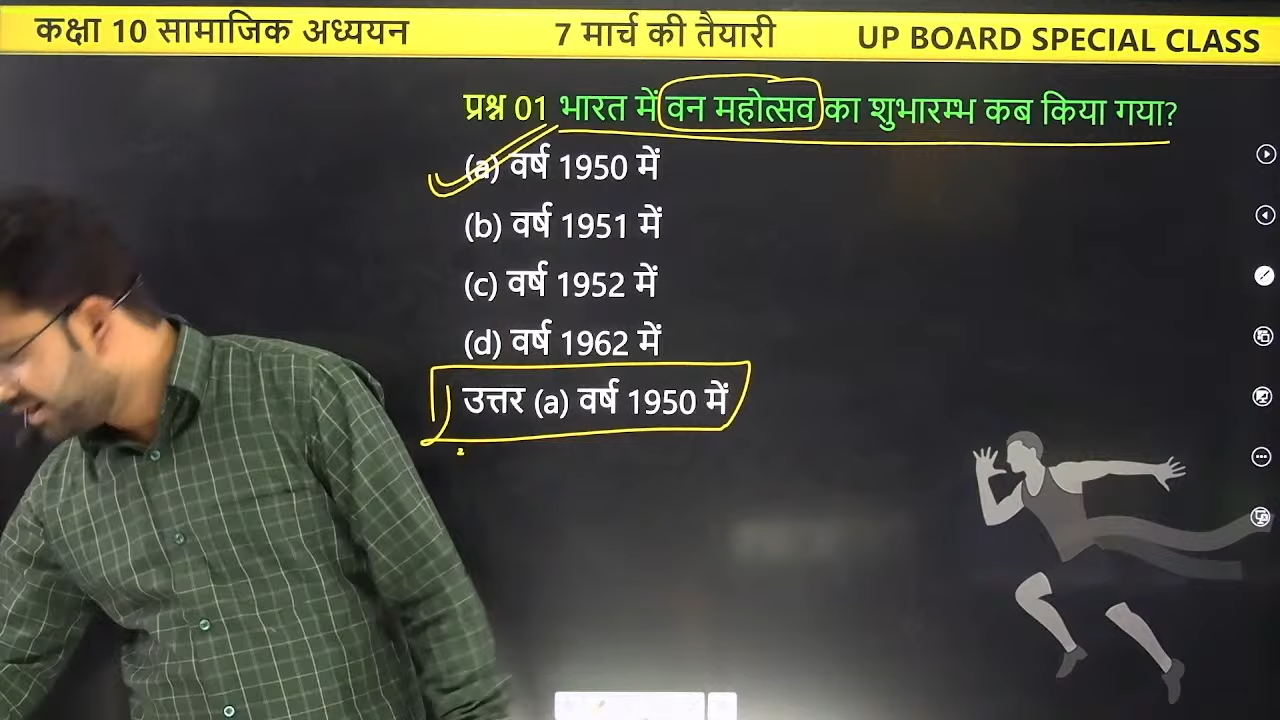 कक्षा 10 सामाजिक अध्ययन 7 मार्च की तैयारी UP BOARD SPECIAL CLASS
प्रश्न 01 भारत में वन महोत्सव का शुभारम्भ कब किया गया?
(a) वर्ष 1950 में
(b) वर्ष 1951 में
(c) वर्ष 1952 में
(d) वर्ष 1962 में
उत्तर (a) वर्ष 1950 में